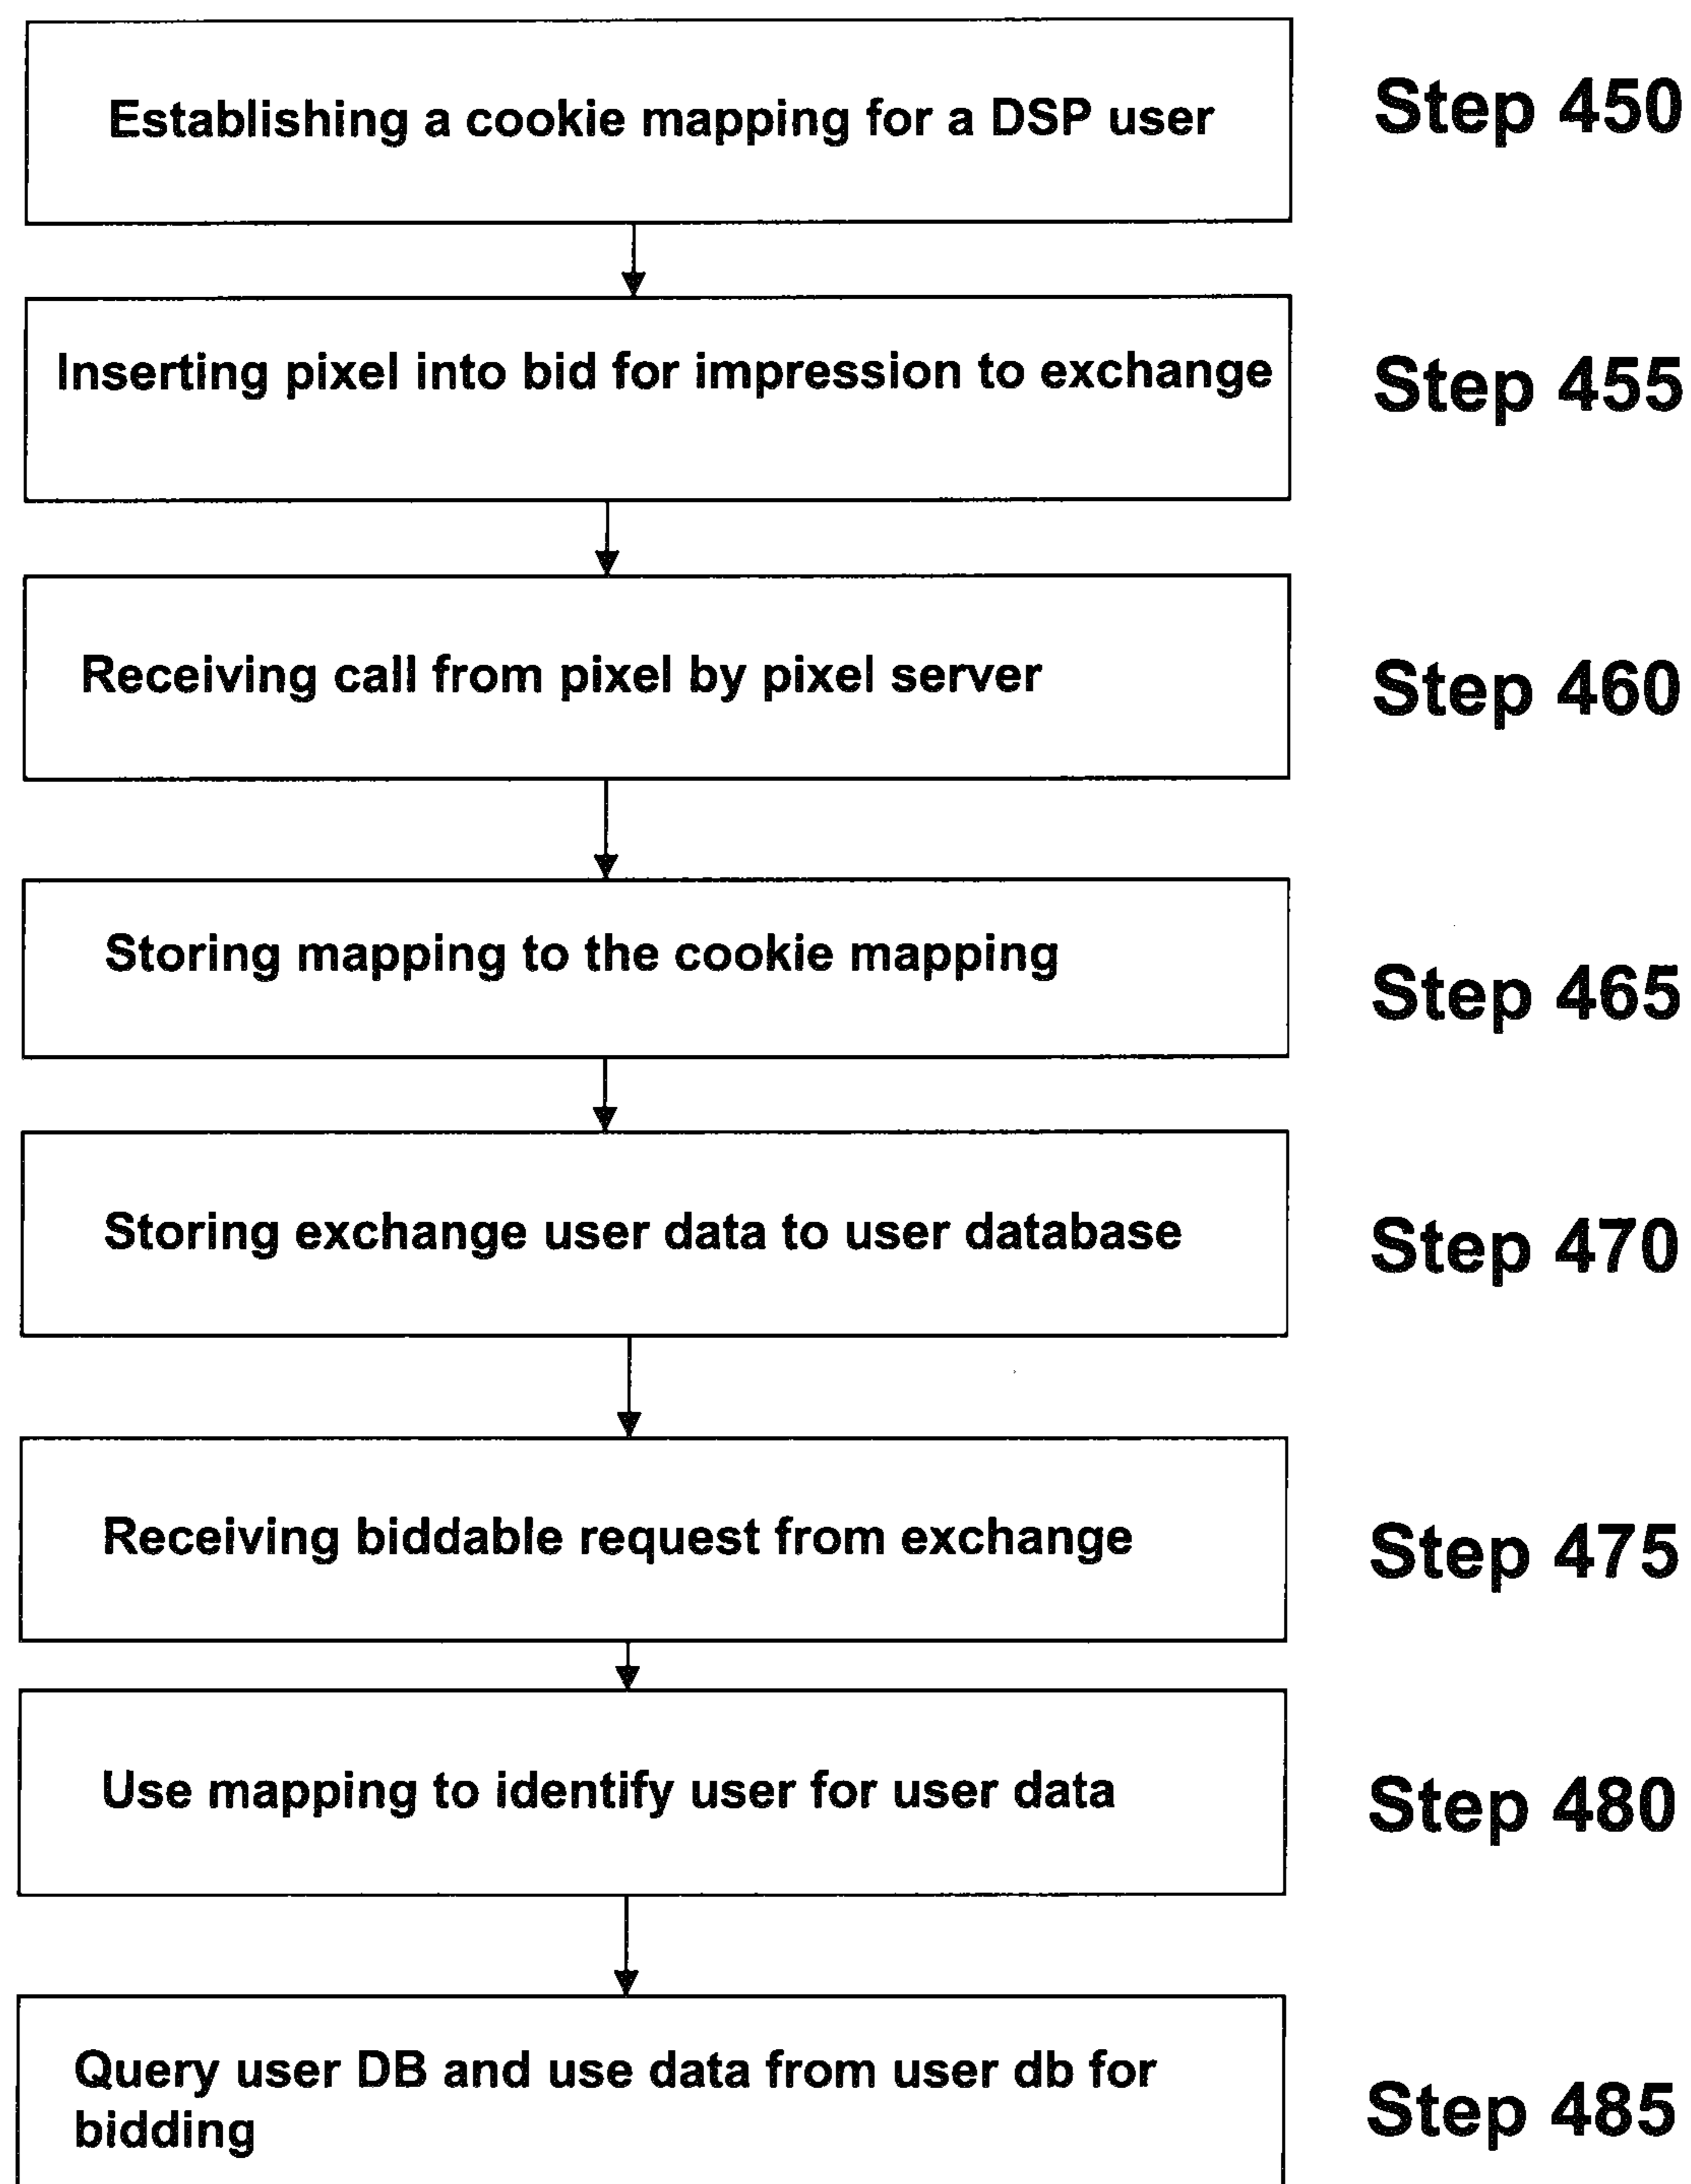 Establishing a cookie mapping for a DSP user
Step 450
Inserting pixel into bid for impression to exchange
Step 455
Receiving call from pixel by pixel server
Step 460
Storing mapping to the cookie mapping
Step 465
Storing exchange user data to user database
Step 470
Receiving biddable request from exchange
Step 475
Use mapping to identify user for user data
Step 480
Query user DB and use data from user db for
bidding
Step 485